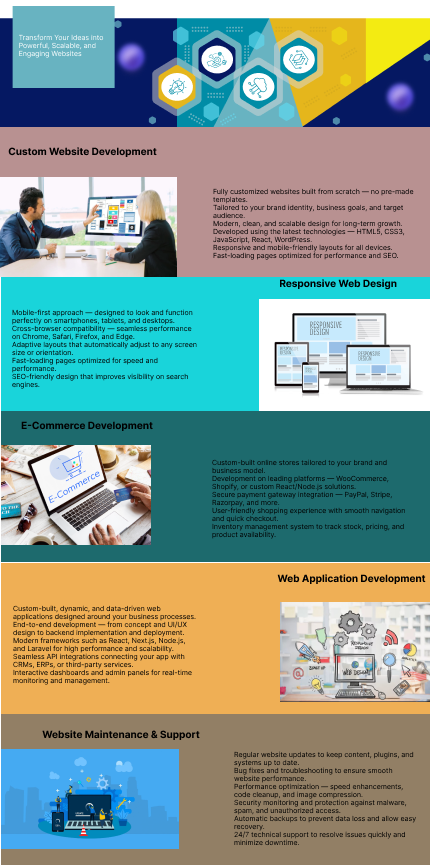 Transform Your Ideas into
Powerful, Scalable, and
Engaging Websites
Custom Website Development
Fully customized websites built from scratch — no pre-made
templates.
Tailored to your brand identity, business goals, and target
audience.
Modern, clean, and scalable design for long-term growth.
Developed using the latest technologies — HTML5, CSS3,
JavaScript, React, WordPress.
Responsive and mobile-friendly layouts for all devices.
Fast-loading pages optimized for performance and SEO.
Responsive Web Design
Mobile-first approach — designed to look and function
perfectly on smartphones, tablets, and desktops.
Cross-browser compatibility — seamless performance
on Chrome, Safari, Firefox, and Edge.
Adaptive layouts that automatically adjust to any screen
size or orientation.
Fast-loading pages optimized for speed and
performance.
SEO-friendly design that improves visibility on search
engines.
RESPONSIVE
DESIGN
RESPONSIVE
DESIGN
E-Commerce Development
E-Commerce
Custom-built online stores tailored to your brand and
business model.
Development on leading platforms — WooCommerce,
Shopify, or custom React/Node.js solutions.
Secure payment gateway integration — PayPal, Stripe,
Razorpay, and more.
User-friendly shopping experience with smooth navigation
and quick checkout.
Inventory management system to track stock, pricing, and
product availability.
Web Application Development
Custom-built, dynamic, and data-driven web
applications designed around your business processes.
End-to-end development — from concept and UI/UX
design to backend implementation and deployment.
Modern frameworks such as React, Next.js, Node.js,
and Laravel for high performance and scalability.
Seamless API integrations connecting your app with
CRMs, ERPs, or third-party services.
Interactive dashboards and admin panels for real-time
monitoring and management.
WEB DESIGN
Website Maintenance & Support
Regular website updates to keep content, plugins, and
systems up to date.
Bug fixes and troubleshooting to ensure smooth
website performance.
Performance optimization — speed enhancements,
code cleanup, and image compression.
Security monitoring and protection against malware,
spam, and unauthorized access.
Automatic backups to prevent data loss and allow easy
recovery.
24/7 technical support to resolve issues quickly and
minimize downtime.